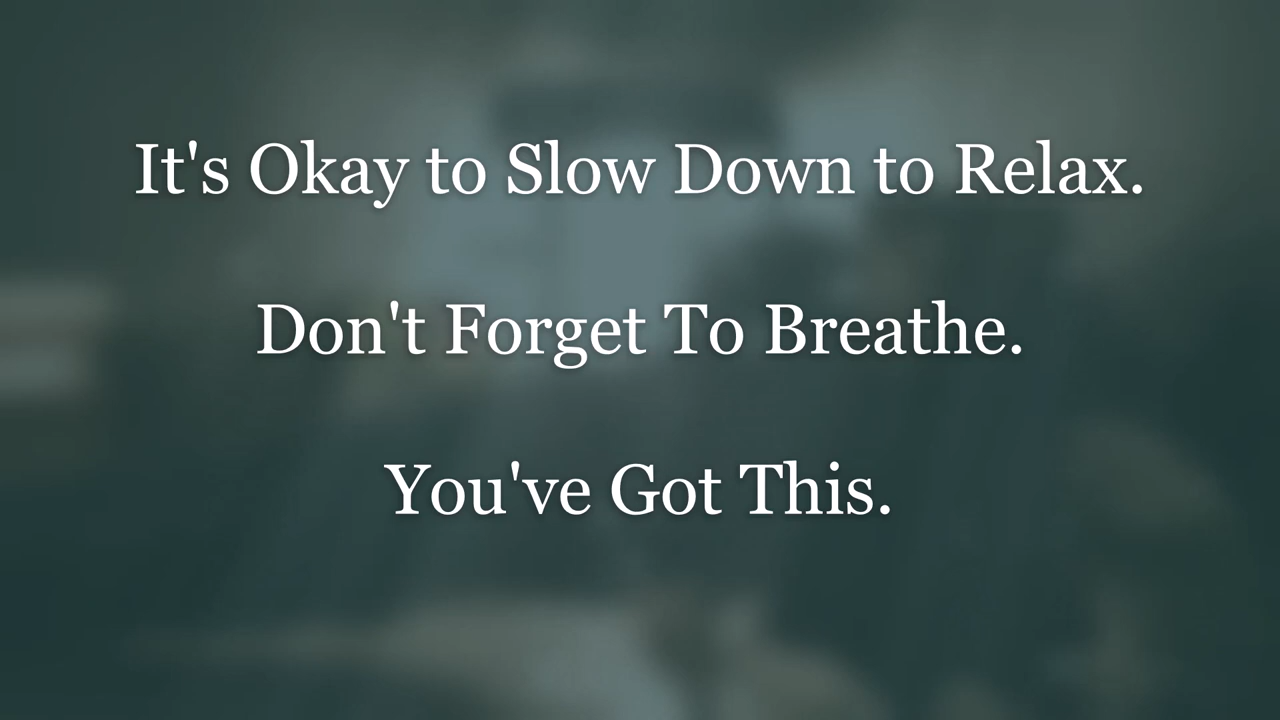 It's Okay to Slow Down to Relax.
Don't Forget To Breathe.
You've Got This.